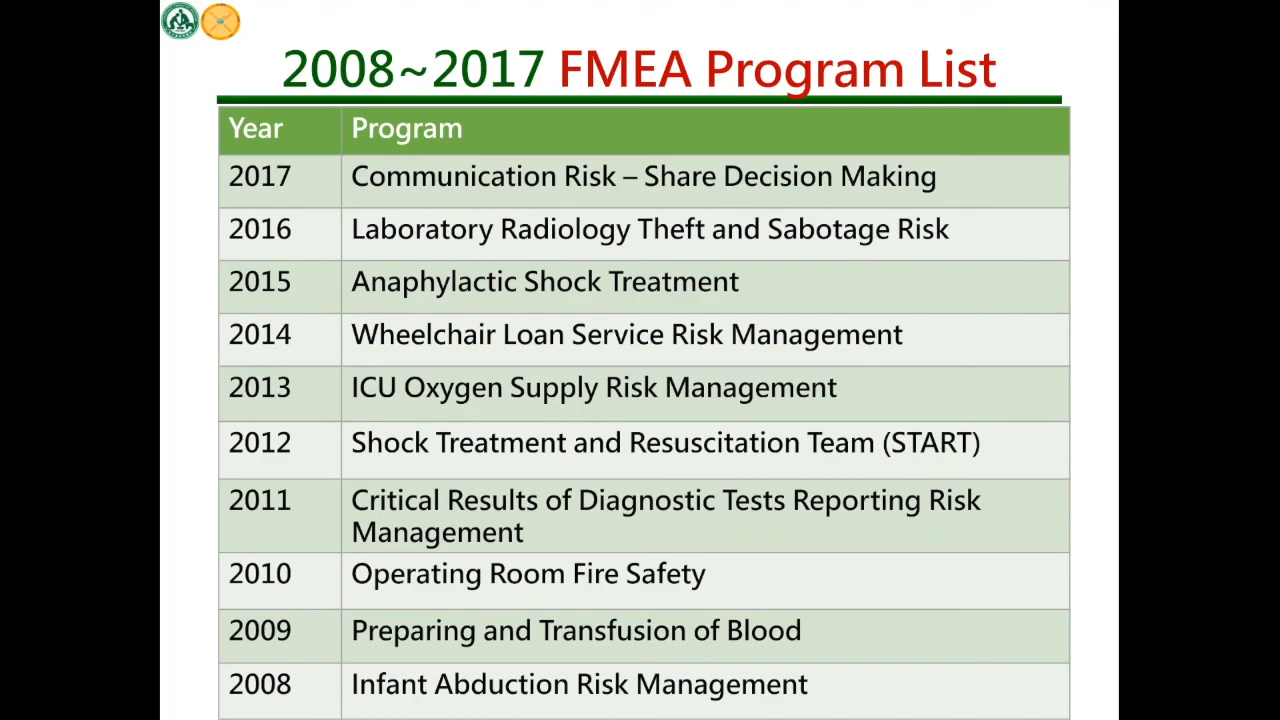 2008~2017 FMEA Program List
Year Program
2017 Communication Risk – Share Decision Making
2016 Laboratory Radiology Theft and Sabotage Risk
2015 Anaphylactic Shock Treatment
2014 Wheelchair Loan Service Risk Management
2013 ICU Oxygen Supply Risk Management
2012 Shock Treatment and Resuscitation Team (START)
2011 Critical Results of Diagnostic Tests Reporting Risk
Management
2010 Operating Room Fire Safety
2009 Preparing and Transfusion of Blood
2008 Infant Abduction Risk Management